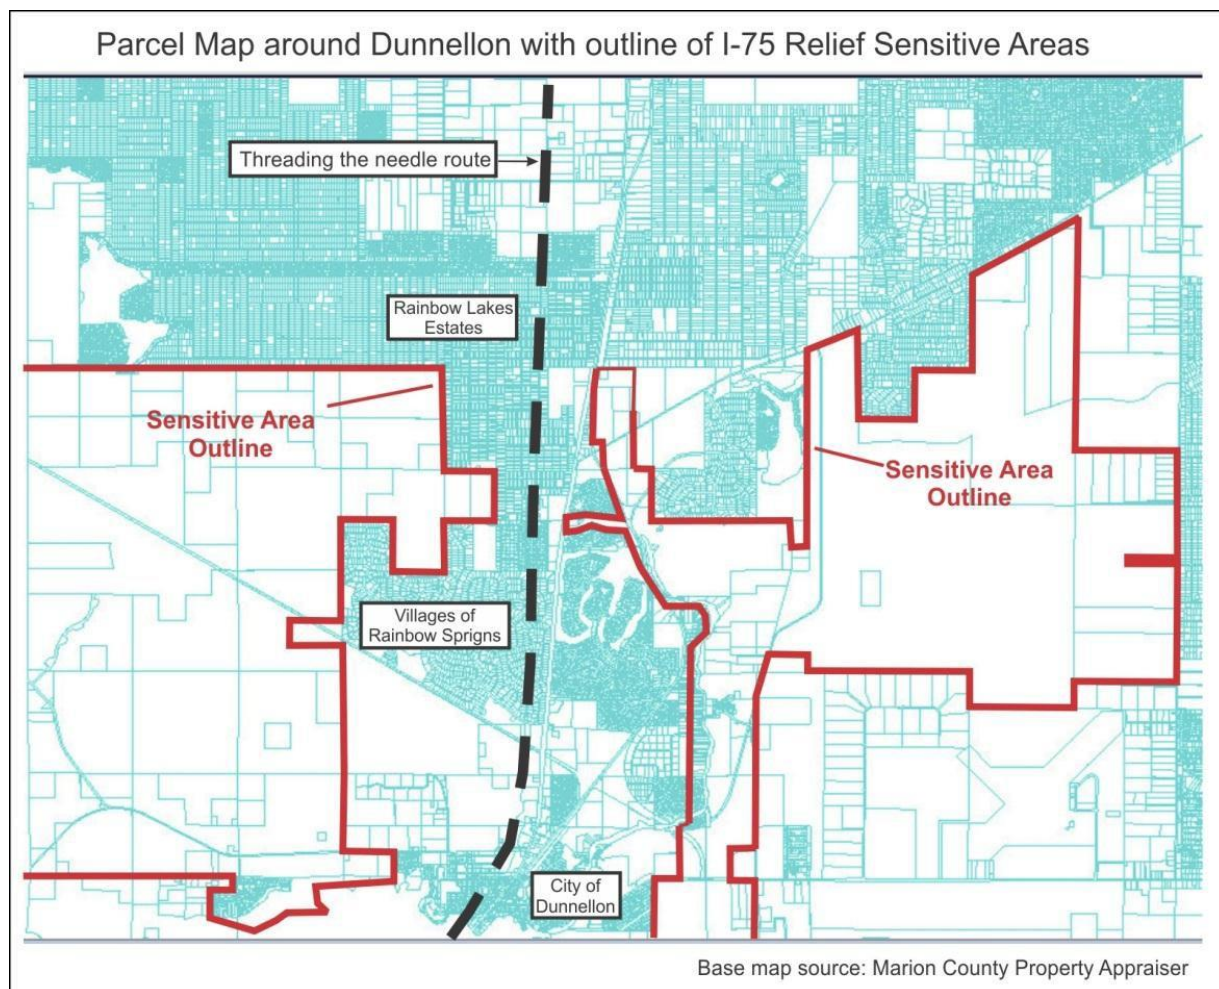 Parcel Map around Dunnellon with outline of I-75 Relief Sensitive Areas
Threading the needle route
Rainbow Lakes
Estates
Sensitive Area
Outline
Sensitive Area
Outline
Villages of
Rainbow Sprigns
City of
Dunnellon
Base map source: Marion County Property Appraiser